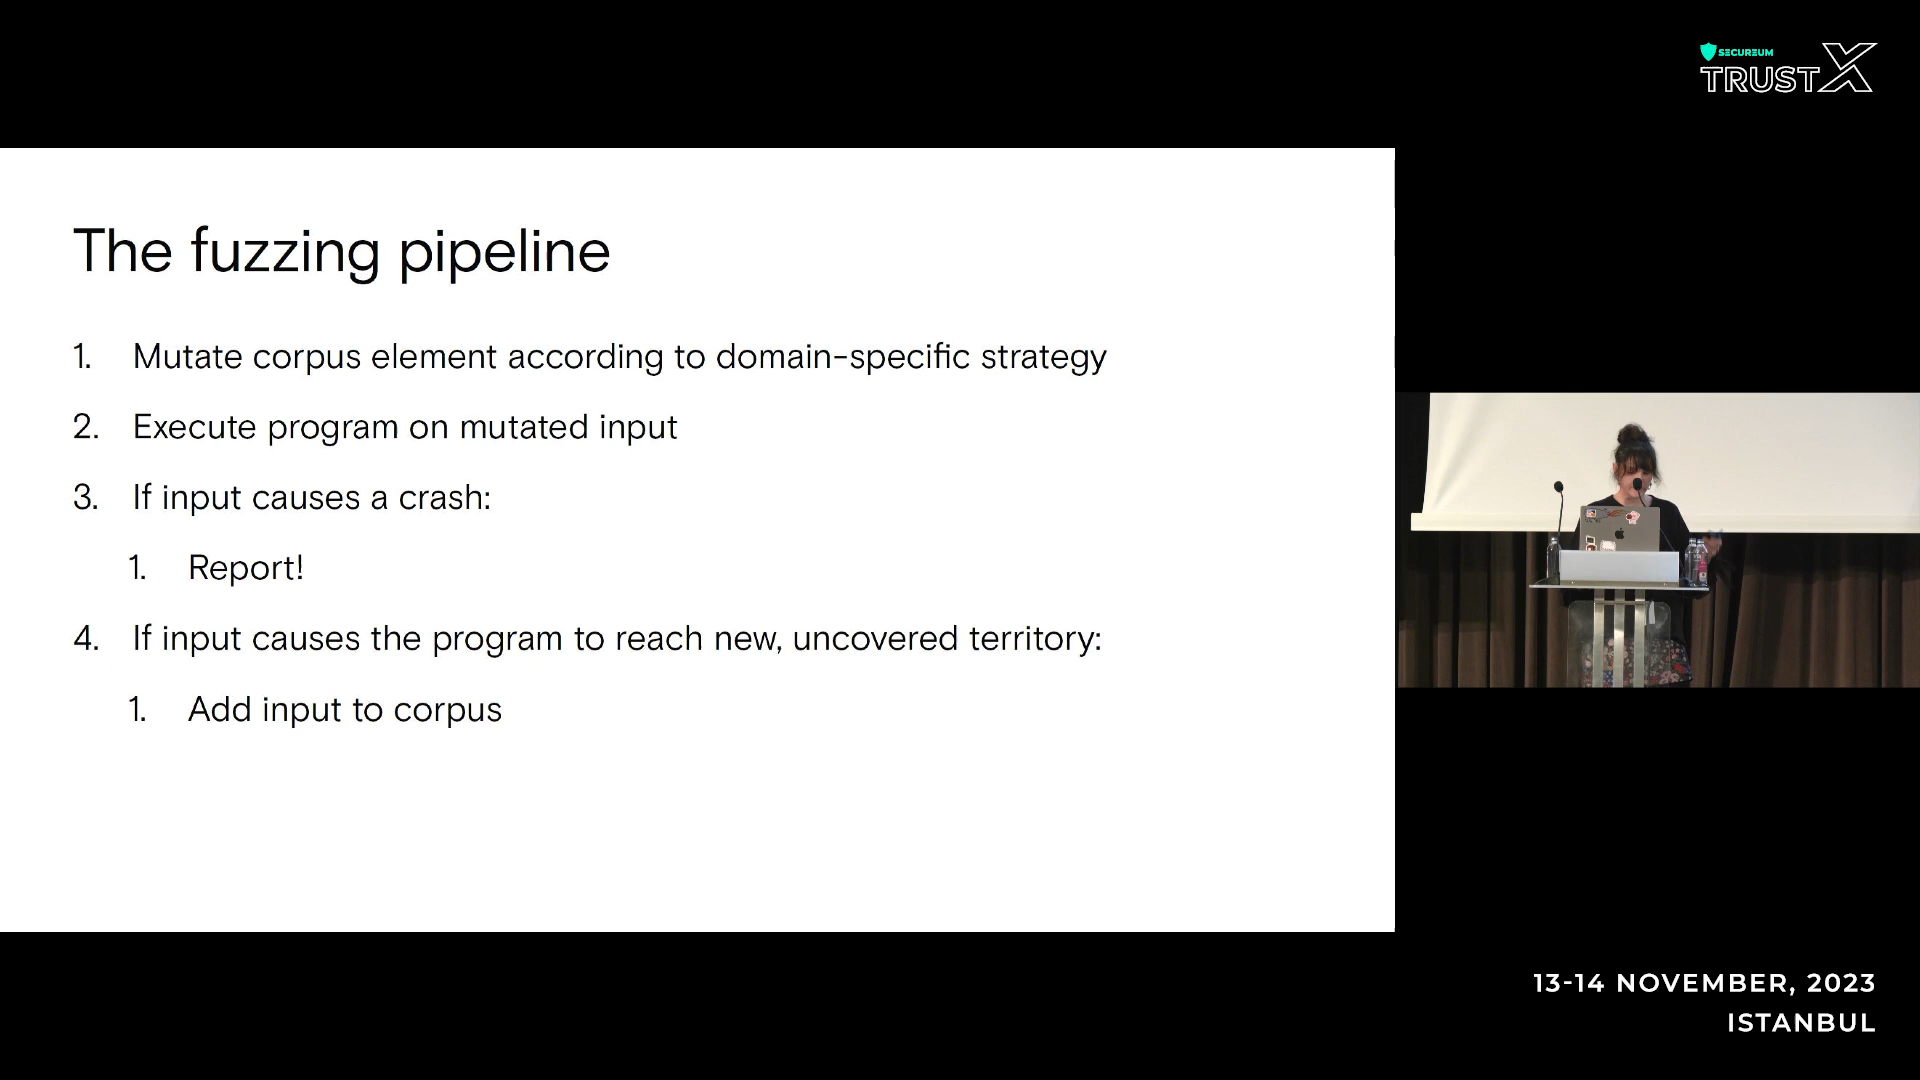 SECUREUM
TRUSTX
The fuzzing pipeline
1. Mutate corpus element according to domain-specific strategy
2. Execute program on mutated input
3. If input causes a crash:
1. Report!
4. If input causes the program to reach new, uncovered territory:
1. Add input to corpus
13-14 NOVEMBER, 2023
ISTANBUL